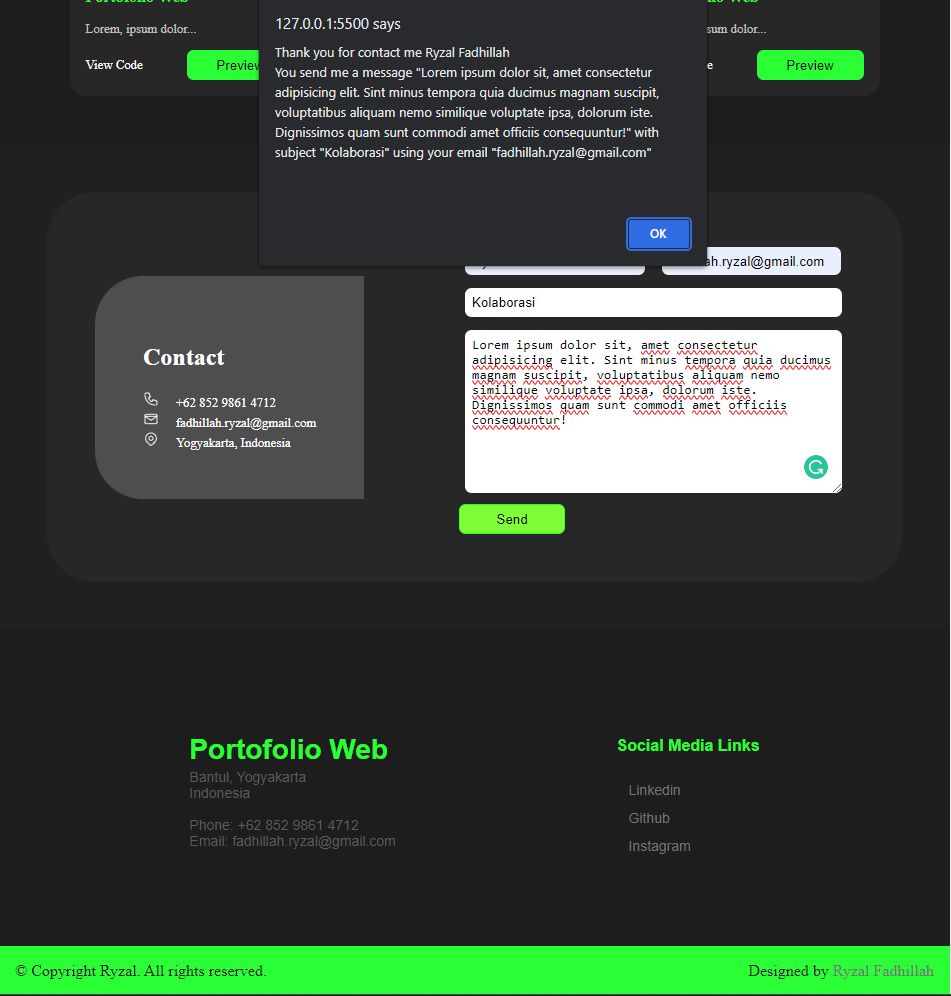 127.0.0.1:5500 says
Thank you for contact me Ryzal Fadhillah
You send me a message "Lorem ipsum dolor sit, amet consectetur
adipisicing elit. Sint minus tempora quia ducimus magnam suscipit,
voluptatibus aliquam nemo similique voluptate ipsa, dolorum iste.
Dignissimos quam sunt commodi amet officiis consequuntur!" with
subject "Kolaborasi" using your email "fadhillah.ryzal@gmail.com"
OK
Lorem, ipsum dolor...
sum dolor...
View Code
Preview
Preview
ah.ryzal@gmail.com
Kolaborasi
Lorem ipsum dolor sit, amet consectetur
adipisicing elit. Sint minus tempora quia ducimus
magnam suscipit, voluptatibus aliquam nemo
similique voluptate ipsa, dolorum iste.
Dignissimos quam sunt commodi amet officiis
consequuntur!
Send
Contact
+62 852 9861 4712
fadhillah.ryzal@gmail.com
Yogyakarta, Indonesia
Portofolio Web
Bantul, Yogyakarta
Indonesia
Phone: +62 852 9861 4712
Email: fadhillah.ryzal@gmail.com
Social Media Links
Linkedin
Github
Instagram
© Copyright Ryzal. All rights reserved.
Designed by Ryzal Fadhillah